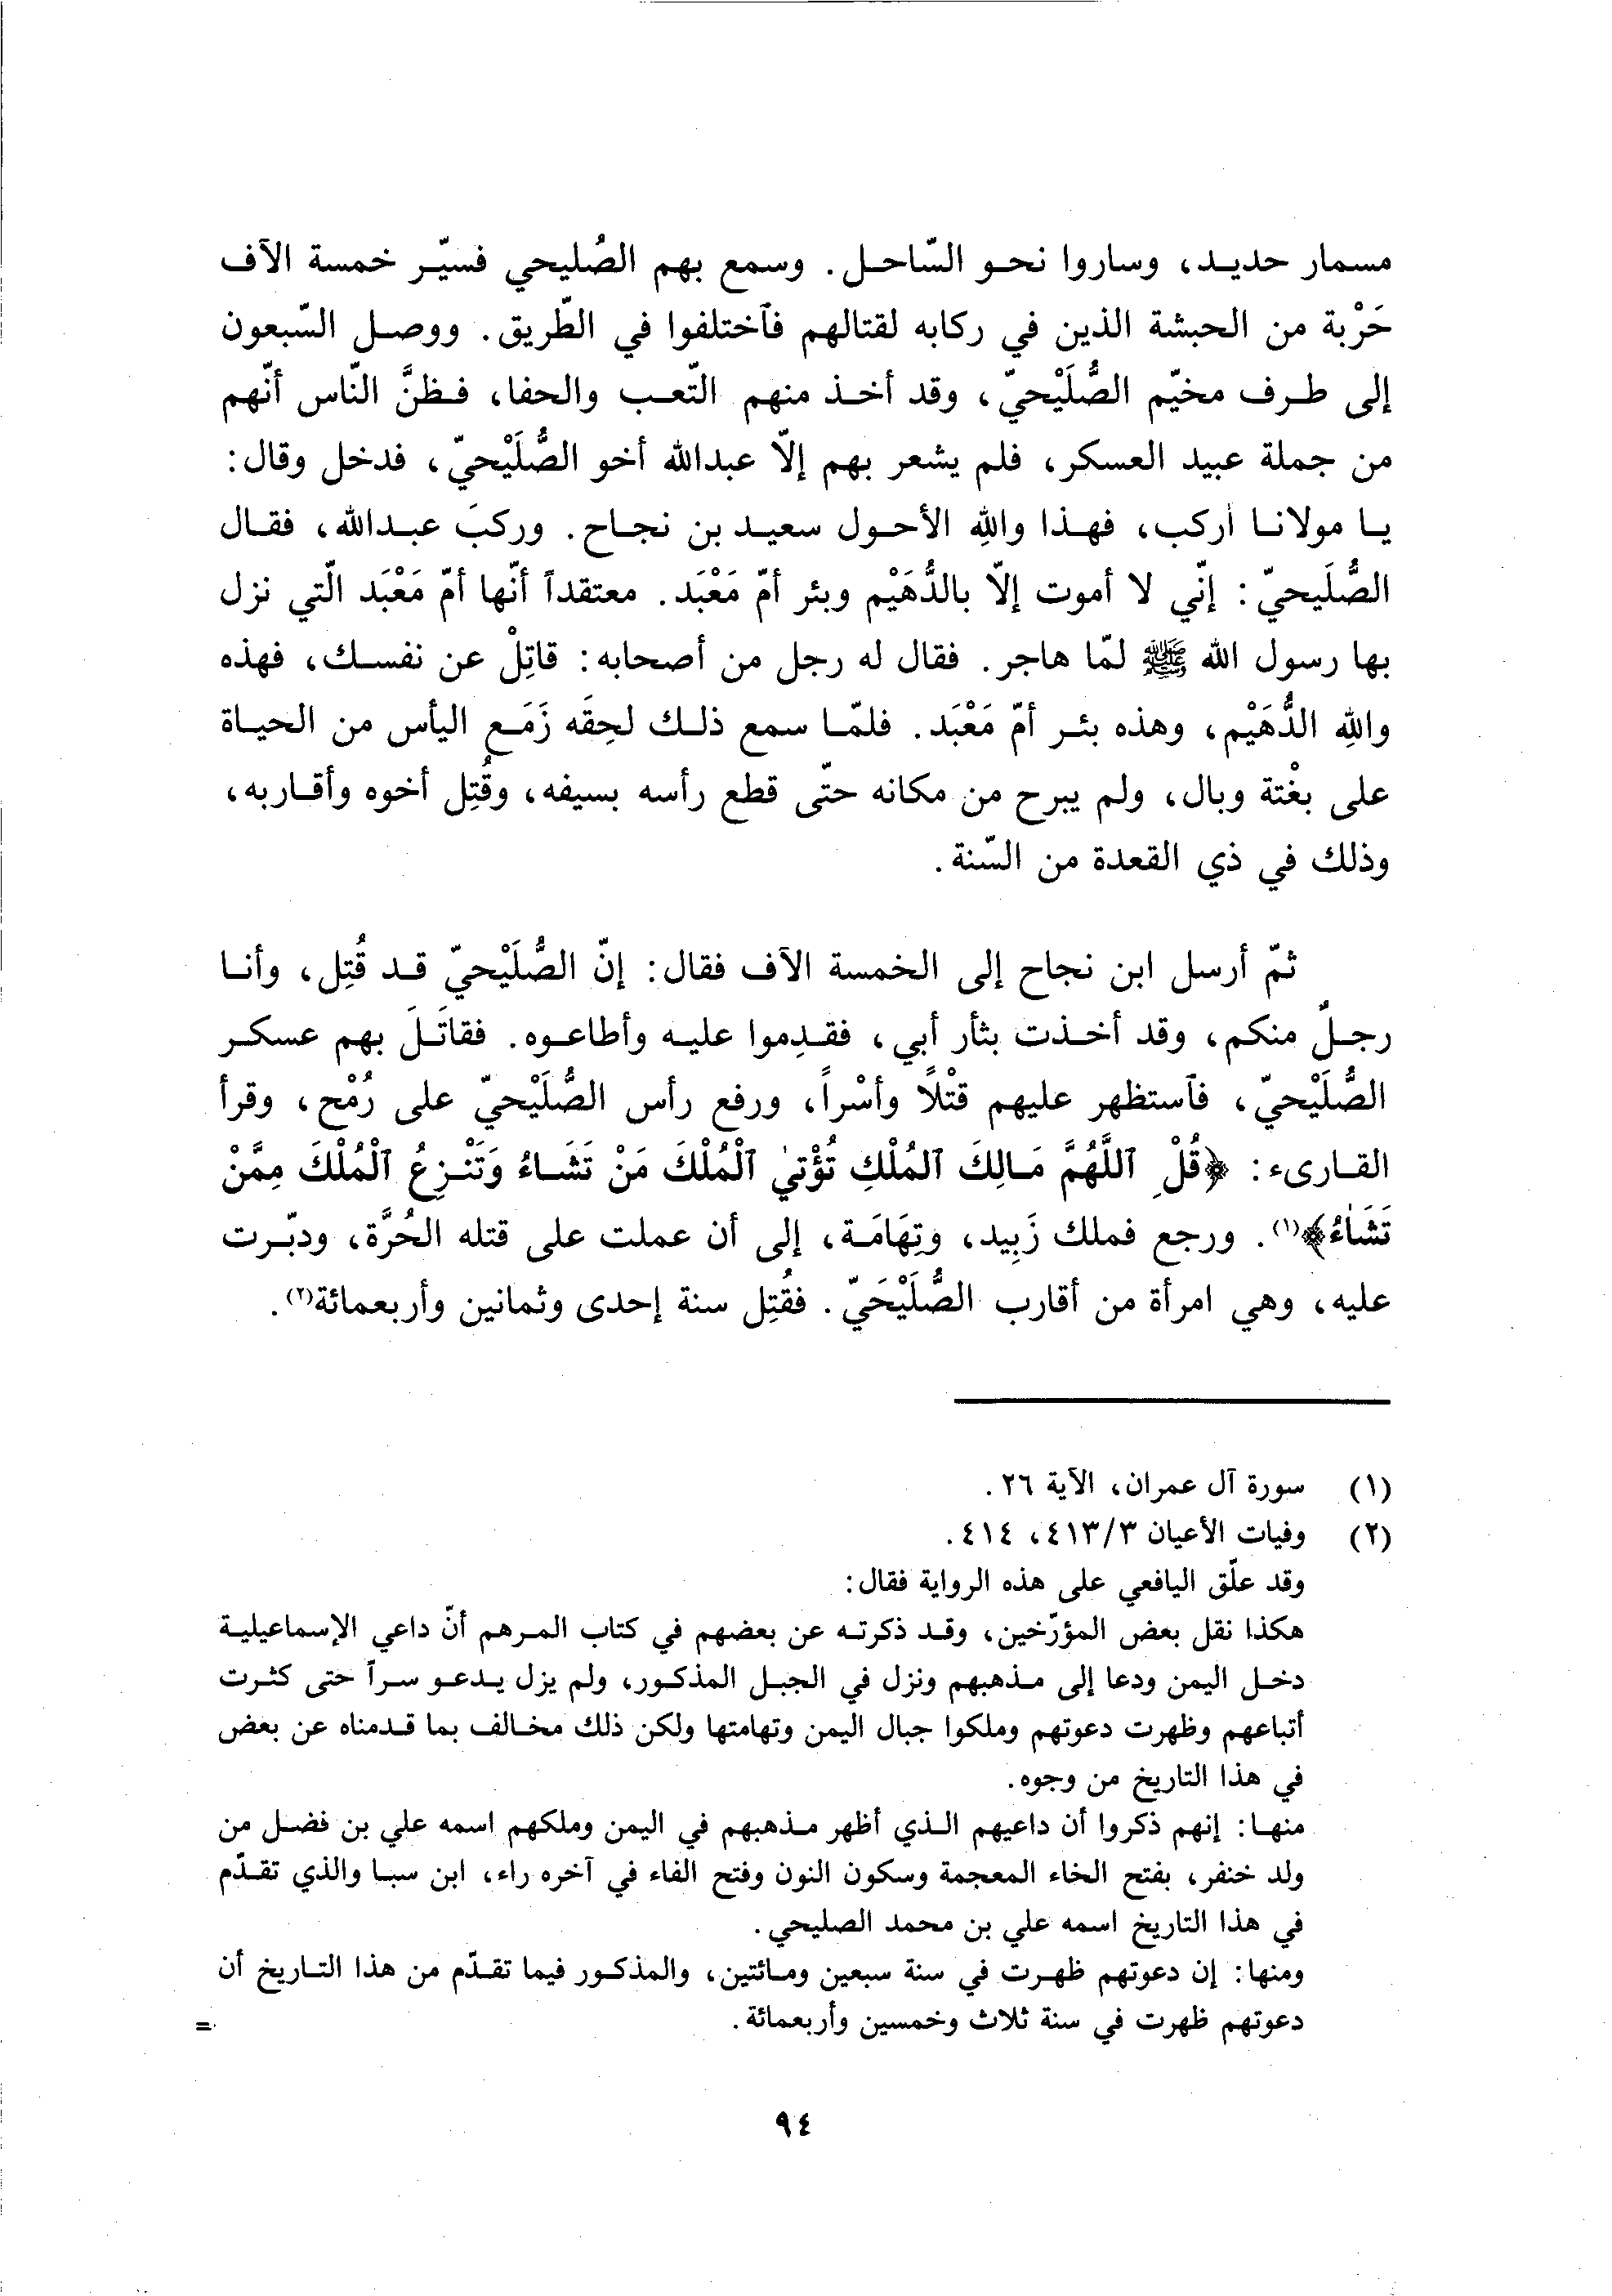 مسمار حديد، وساروا نحو السّاحل. وسمع بهم الصُليحي فسيّر خمسة الآف
حَرْبة من الحبشة الذين في ركابه لقتالهم فآختلفوا في الطّريق. ووصل السّبعون
إلى طرف مخيّم الصُّلَيْحيّ، وقد أخذ منهم التّعب والحفا، فظنَّ النّاس أنّهم
من جملة عبيد العسكر، فلم يشعر بهم إلاّ عبدالله أخو الصُّلَيْحيّ، فدخل وقال:
يا مولانا أركب، فهذا واللهِ الأحول سعيد بن نجاح. وركبَ عبدالله، فقال
الصُّلَيحيّ: إنّي لا أموت إلاّ بالدُّهَيْم وبئر أمّ مَعْبَد. معتقداً أنّها أمّ مَعْبَد الّتي نزل
بها رسول الله ﷺ لمّا هاجر. فقال له رجل من أصحابه: قاتِلْ عن نفسك، فهذه
واللهِ الدُّهَيْم، وهذه بئر أمّ مَعْبَد. فلمّا سمع ذلك لحِقَه زَمَع اليأس من الحياة
على بغْتة وبال، ولم يبرح من مكانه حتّى قطع رأسه بسيفه، وقُتِل أخوه وأقاربه،
وذلك في ذي القعدة من السّنة.
ثمّ أرسل ابن نجاح إلى الخمسة الآف فقال: إنّ الصُّلَيْحيّ قد قُتِل، وأنا
رجلٌ منكم، وقد أخذت بثأر أبي، فقدِموا عليه وأطاعوه. فقاتَلَ بهم عسكر
الصُّلَيْحيّ، فآستظهر عليهم قتْلاً وأسْراً، ورفع رأس الصُّلَيْحيّ على رُمْح، وقرأ
القارىء: ﴿قُلْ ٱللَّهُمَّ مَالِكَ ٱلمُلْكِ تُؤْتيٰ ٱلْمُلْكَ مَنْ تَشَاءُ وَتَنْزِعُ ٱلْمُلْكَ مِمَّنْ
تَشَاءُ﴾(١). ورجع فملك زَبِيد، وتِهَامَة، إلى أن عملت على قتله الحُرَّة، ودبّرت
عليه، وهي امرأة من أقارب الصُّلَيْحَيّ. فقُتِل سنة إحدى وثمانين وأربعمائة(٢).
(١) سورة آل عمران، الآية ٢٦.
(٢) وفيات الأعيان ٤١٣/٣، ٤١٤.
وقد علّق اليافعي على هذه الرواية فقال:
هكذا نقل بعض المؤرّخين، وقد ذكرته عن بعضهم في كتاب المرهم أنّ داعي الإسماعيلية
دخل اليمن ودعا إلى مذهبهم ونزل في الجبل المذكور، ولم يزل يدعو سراً حتى كثرت
أتباعهم وظهرت دعوتهم وملكوا جبال اليمن وتهامتها ولكن ذلك مخالف بما قدمناه عن بعض
في هذا التاريخ من وجوه.
منها: إنهم ذكروا أن داعيهم الذي أظهر مذهبهم في اليمن وملكهم اسمه علي بن فضل من
ولد خنفر، بفتح الخاء المعجمة وسكون النون وفتح الفاء في آخره راء، ابن سبا والذي تقدّم
في هذا التاريخ اسمه علي بن محمد الصليحي.
ومنها: إن دعوتهم ظهرت في سنة سبعين ومائتين، والمذكور فيما تقدّم من هذا التاريخ أن
دعوتهم ظهرت في سنة ثلاث وخمسين وأربعمائة. =
٩٤